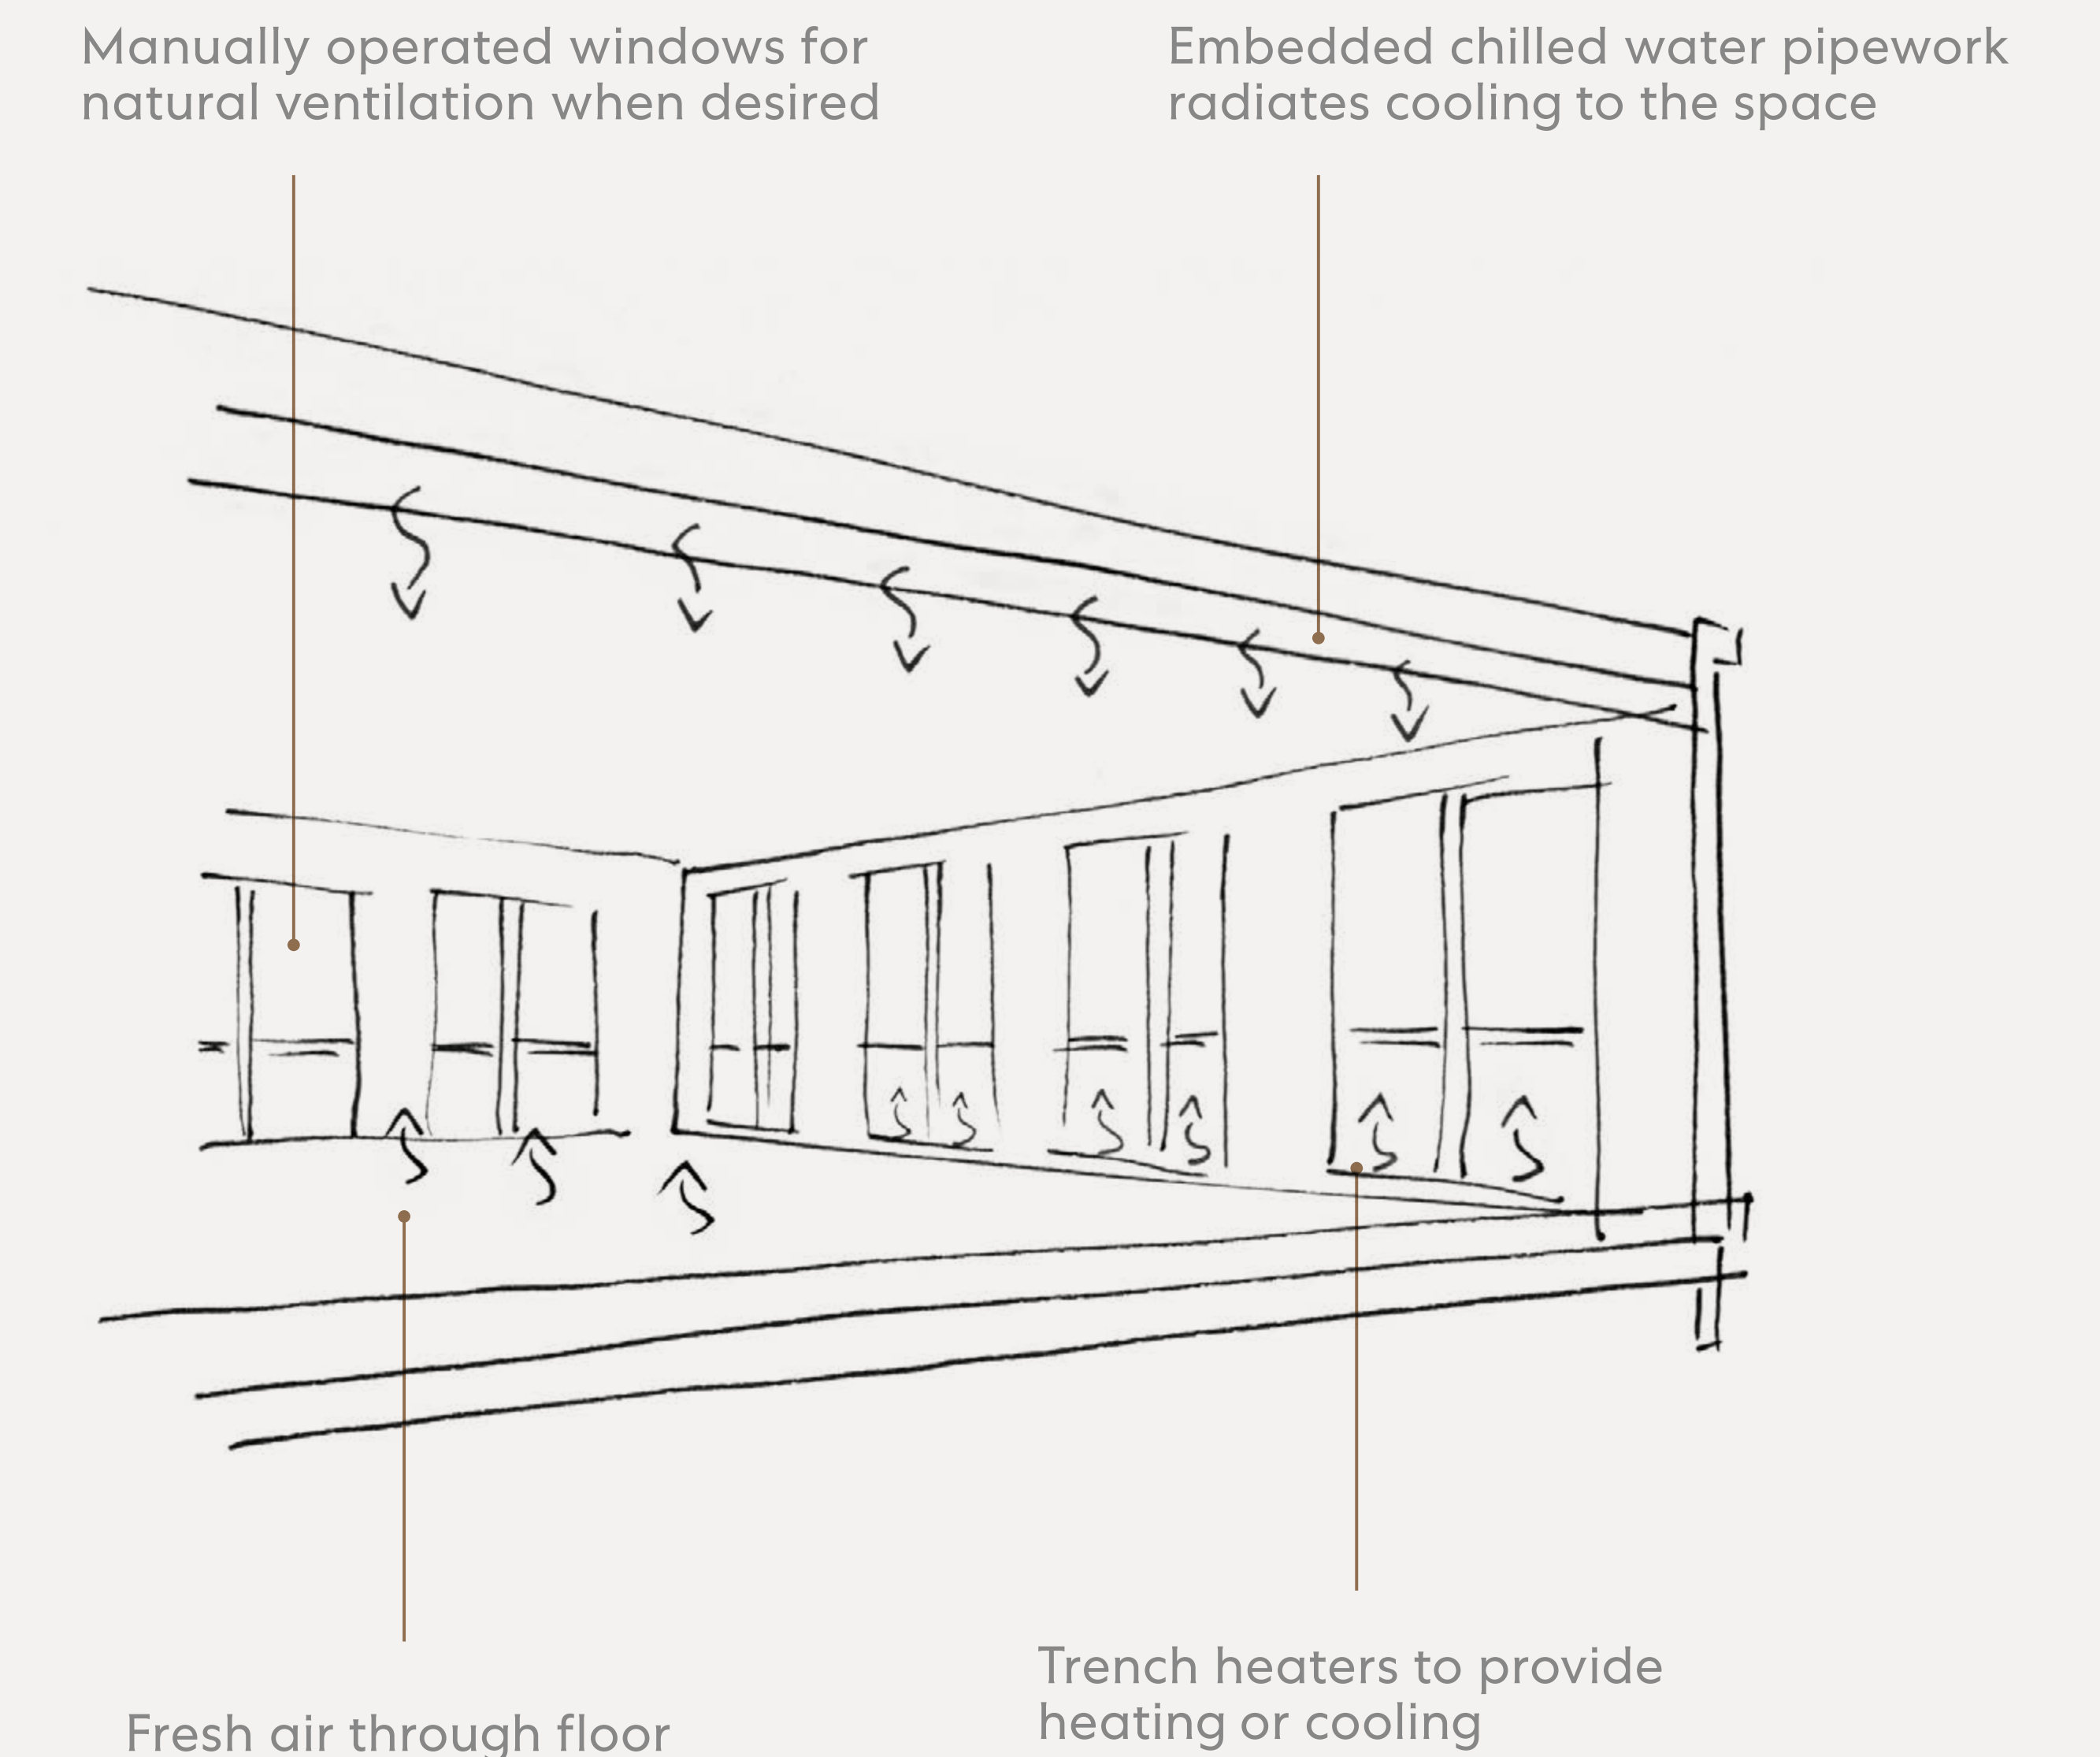 Manually operated windows for
natural ventilation when desired
Embedded chilled water pipework
radiates cooling to the space
Trench heaters to provide
heating or cooling
Fresh air through floor